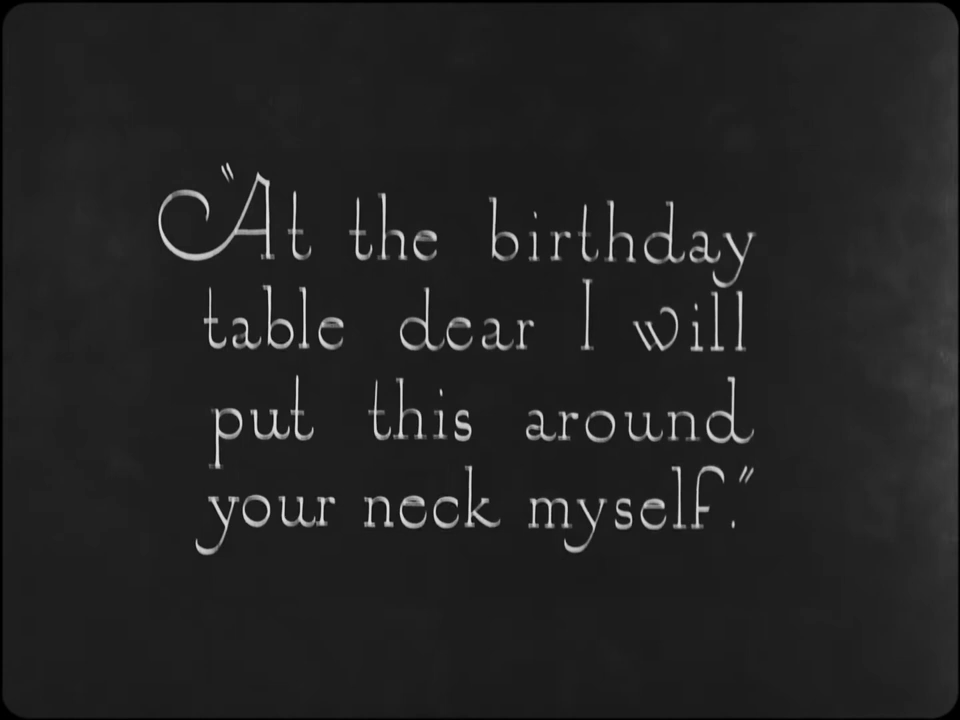 "At the birthday
table dear I will
put this around
your neck myself."